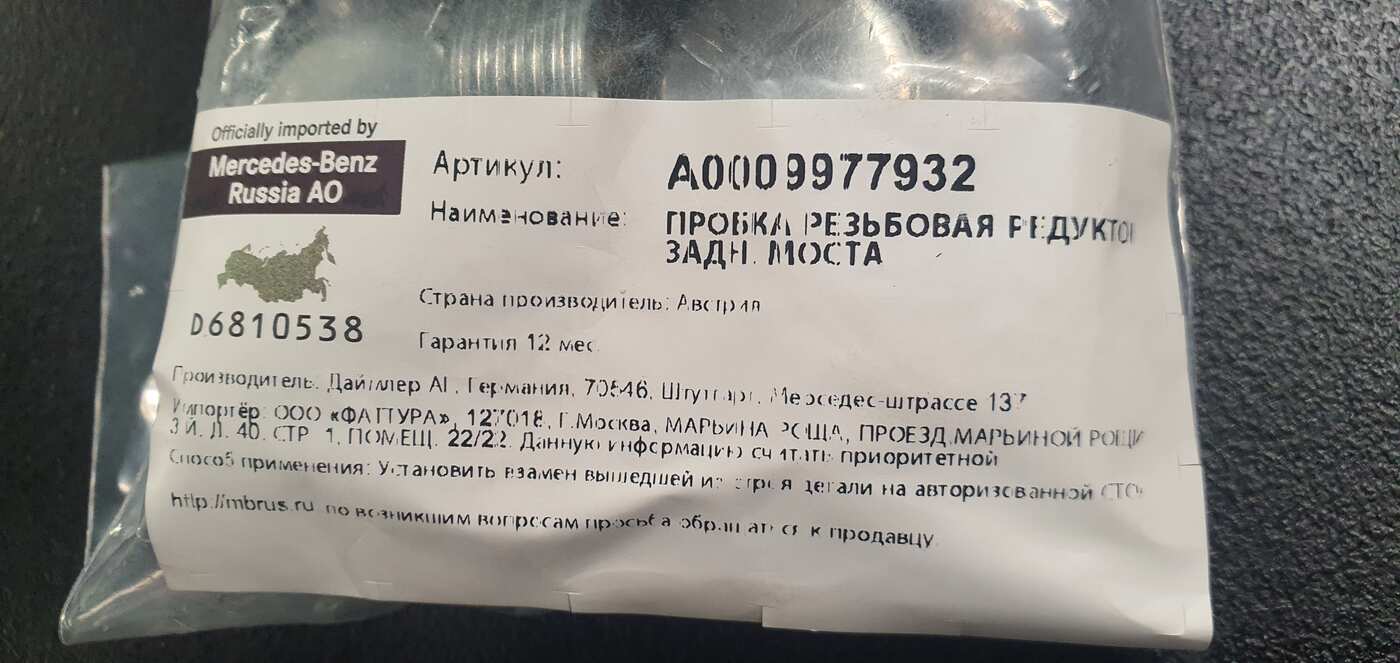 Officially imported by
Mercedes-Benz
Russia AO
Артикул: A0009977932
Наименование: ПРОБКА РЕЗЬБОВАЯ РЕДУКТОР
ЗАДН. МОСТА
D6810538
Страна производитель: Австрия
Гарантия 12 мес.
Производитель: Даймлер АГ, Германия, 70546, Штутгарт, Мерседес-штрассе 137
Импортёр: ООО «ФАТТУРА», 127018, Г.Москва, МАРЬИНА РОЩА, ПРОЕЗД МАРЬИНОЙ РОЩИ
3-Й, Д. 40, СТР. 1, ПОМЕЩ. 22/22. Данную информацию считать приоритетной
Способ применения: Установить взамен вышедшей из строя детали на авторизованной СТО
http://mbrus.ru по возникшим вопросам просьба обращаться к продавцу.